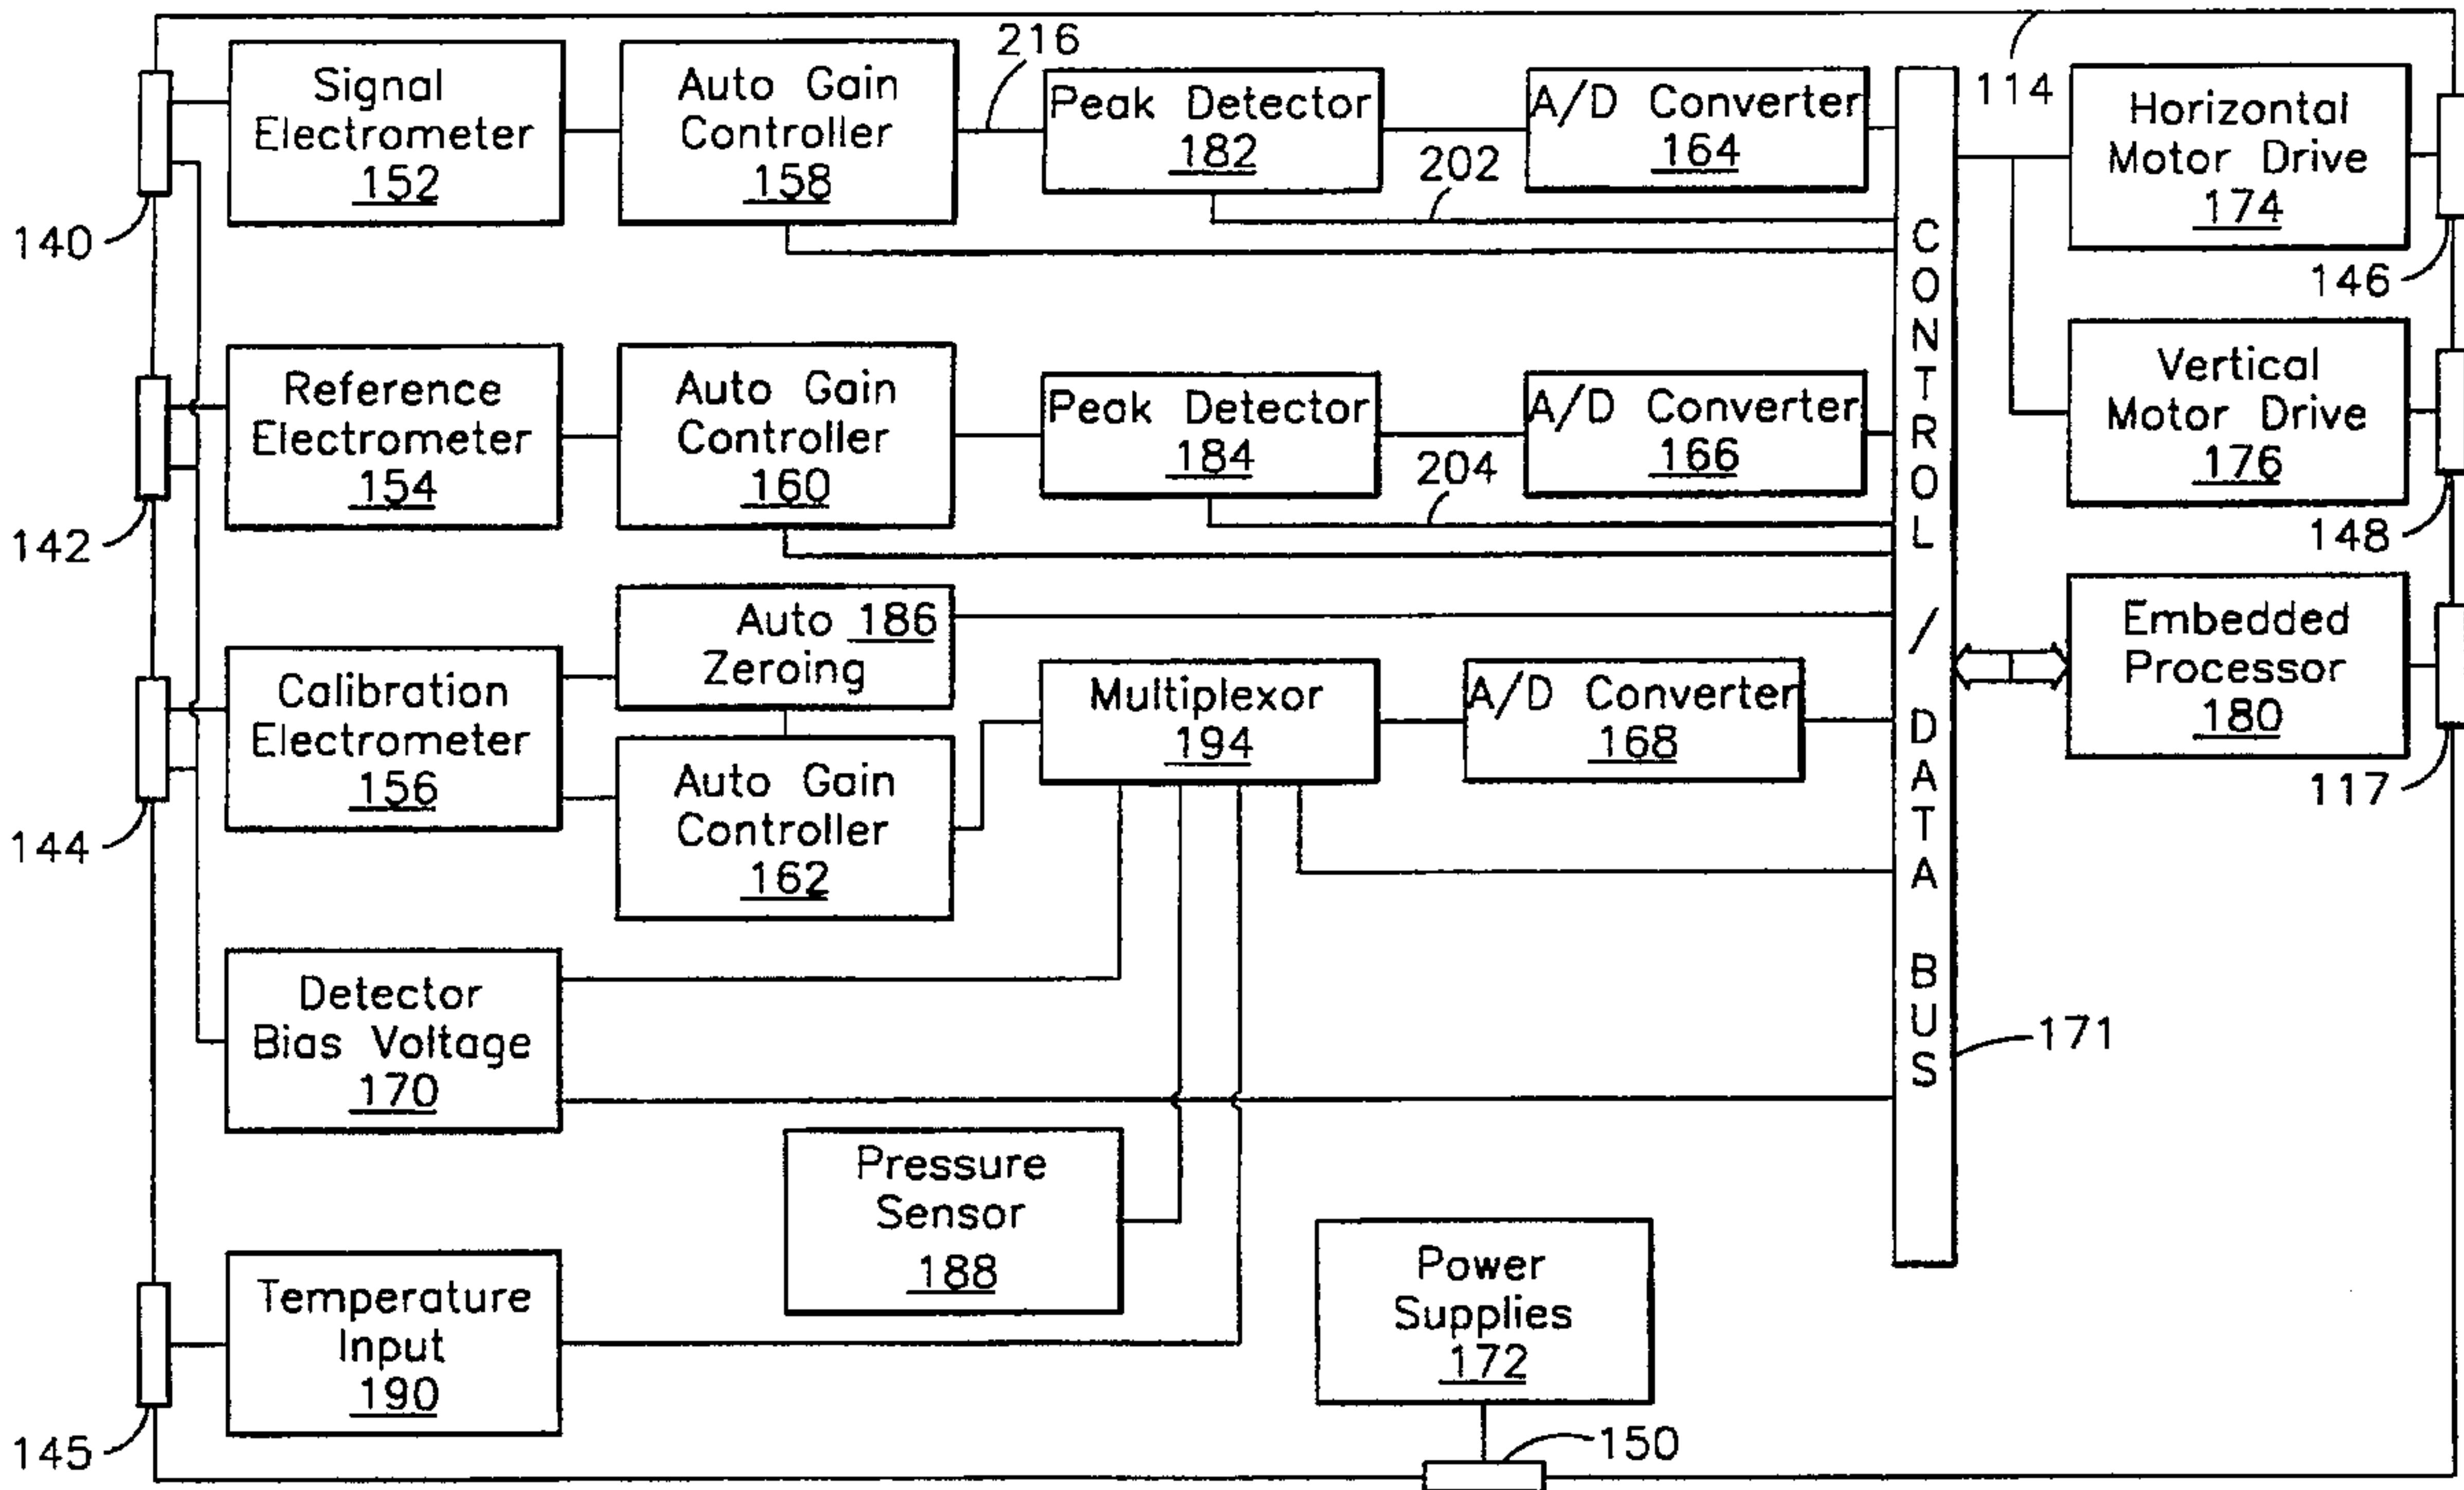 216
114
Signal
Electrometer
152
Auto Gain
Controller
158
Peak Detector
182
A/D Converter
164
202
Horizontal
Motor Drive
174
140
146
Reference
Electrometer
154
Auto Gain
Controller
160
Peak Detector
184
A/D Converter
166
204
Vertical
Motor Drive
176
142
148
CONTROL / DATA BUS
171
Calibration
Electrometer
156
Auto 186
Zeroing
Auto Gain
Controller
162
Multiplexor
194
A/D Converter
168
Embedded
Processor
180
117
144
Detector
Bias Voltage
170
Pressure
Sensor
188
Temperature
Input
190
145
Power
Supplies
172
150